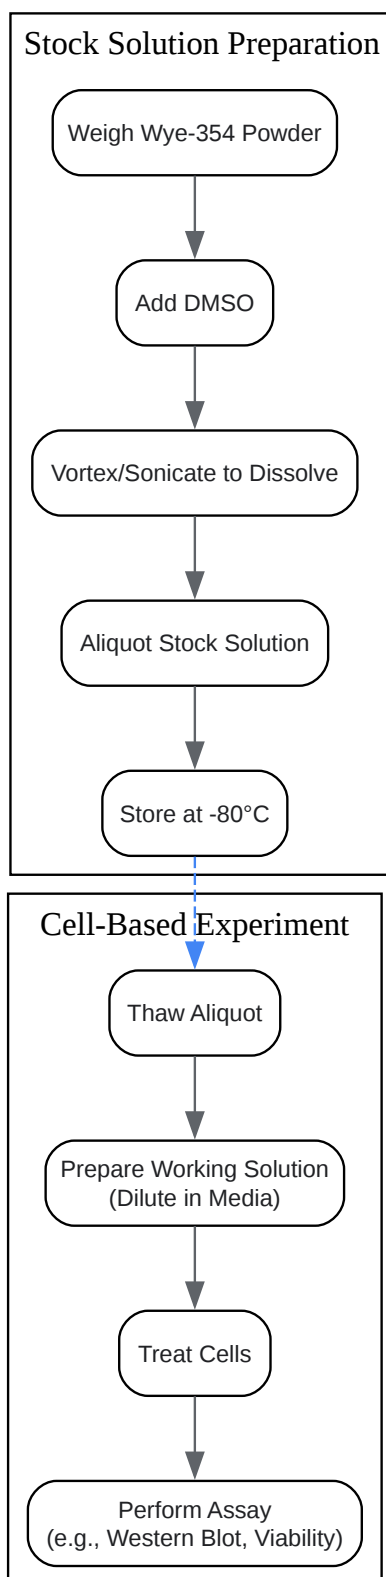 Stock Solution Preparation
Weigh Wye-354 Powder
Add DMSO
Vortex/Sonicate to Dissolve
Aliquot Stock Solution
Store at -80°C
Cell-Based Experiment
Thaw Aliquot
Prepare Working Solution
(Dilute in Media)
Treat Cells
Perform Assay
(e.g., Western Blot, Viability)